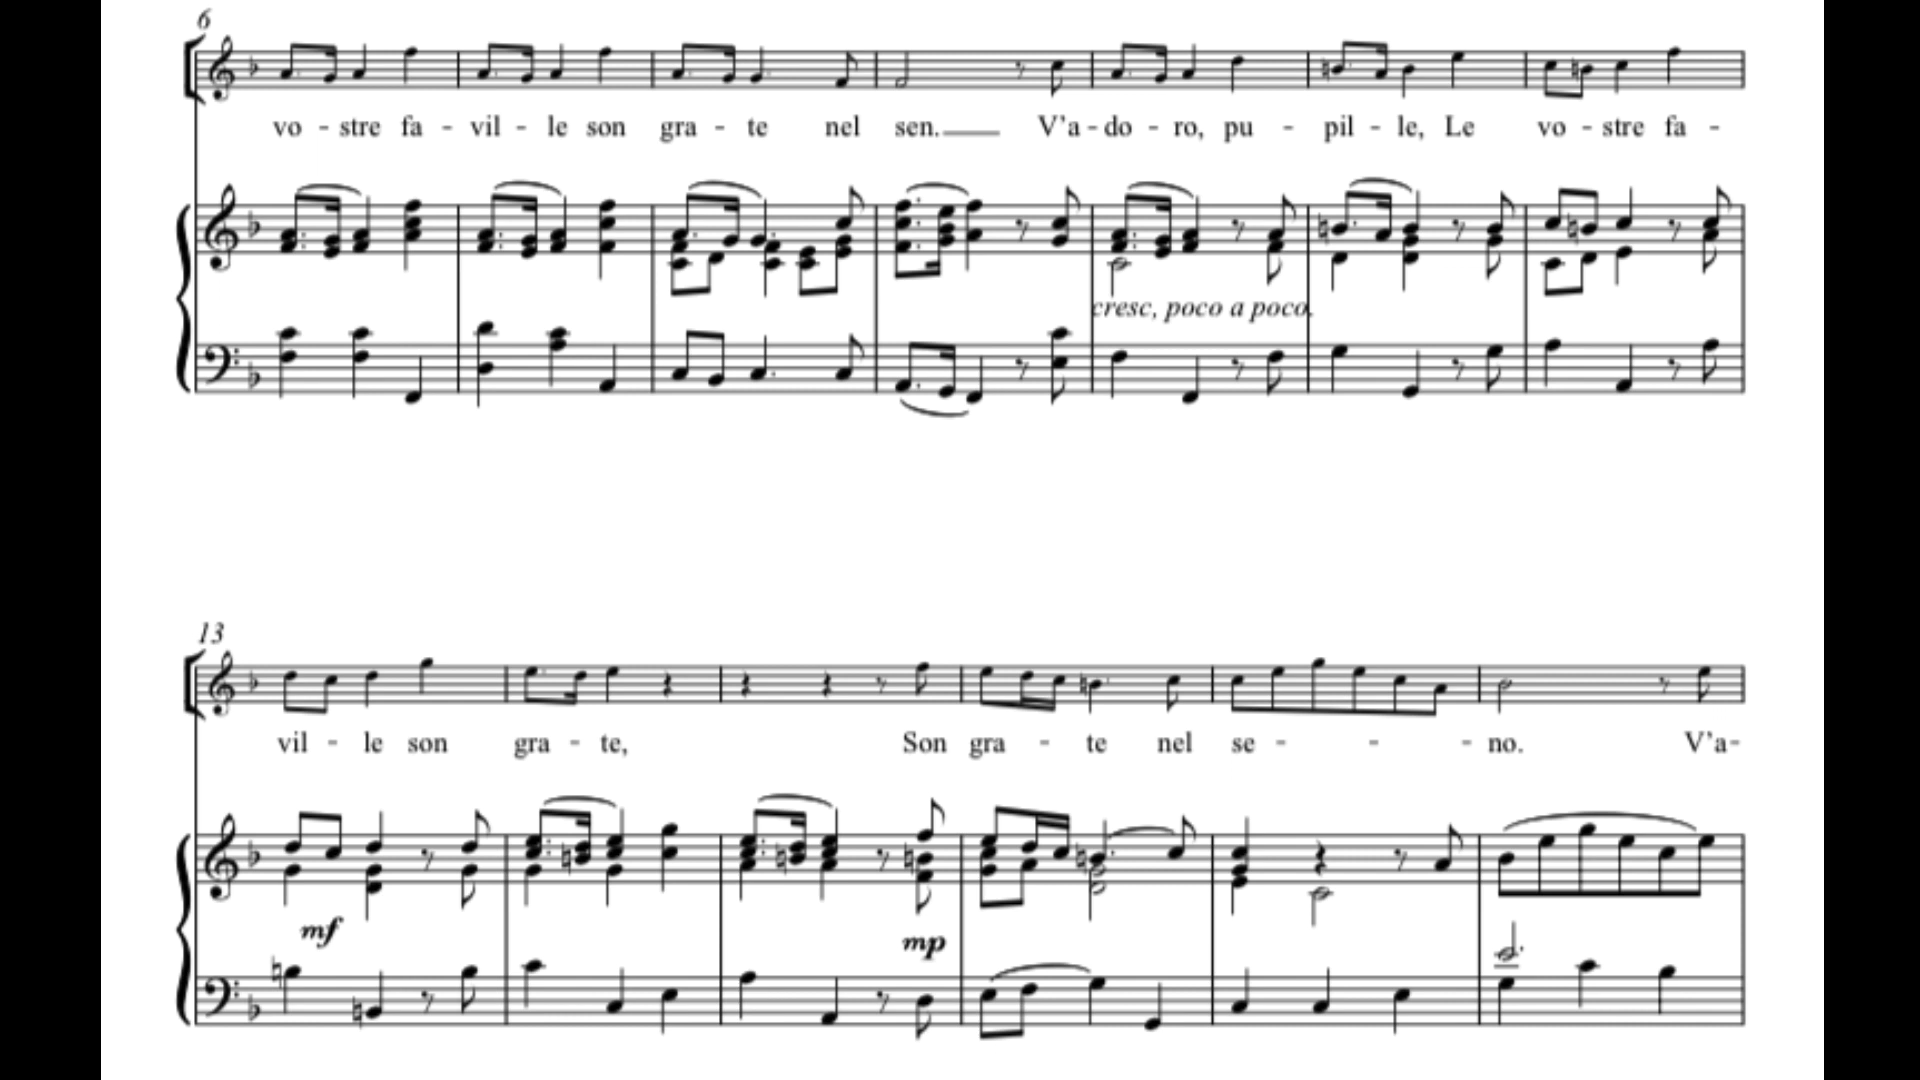 6
vo - stre fa - vil - le son gra - te nel sen. V'a - do - ro, pu - pil - le, Le vo - stre fa -
cresc, poco a poco.
13
vil - le son gra - te, Son gra - te nel se - - - no. V'a-
mf
mp